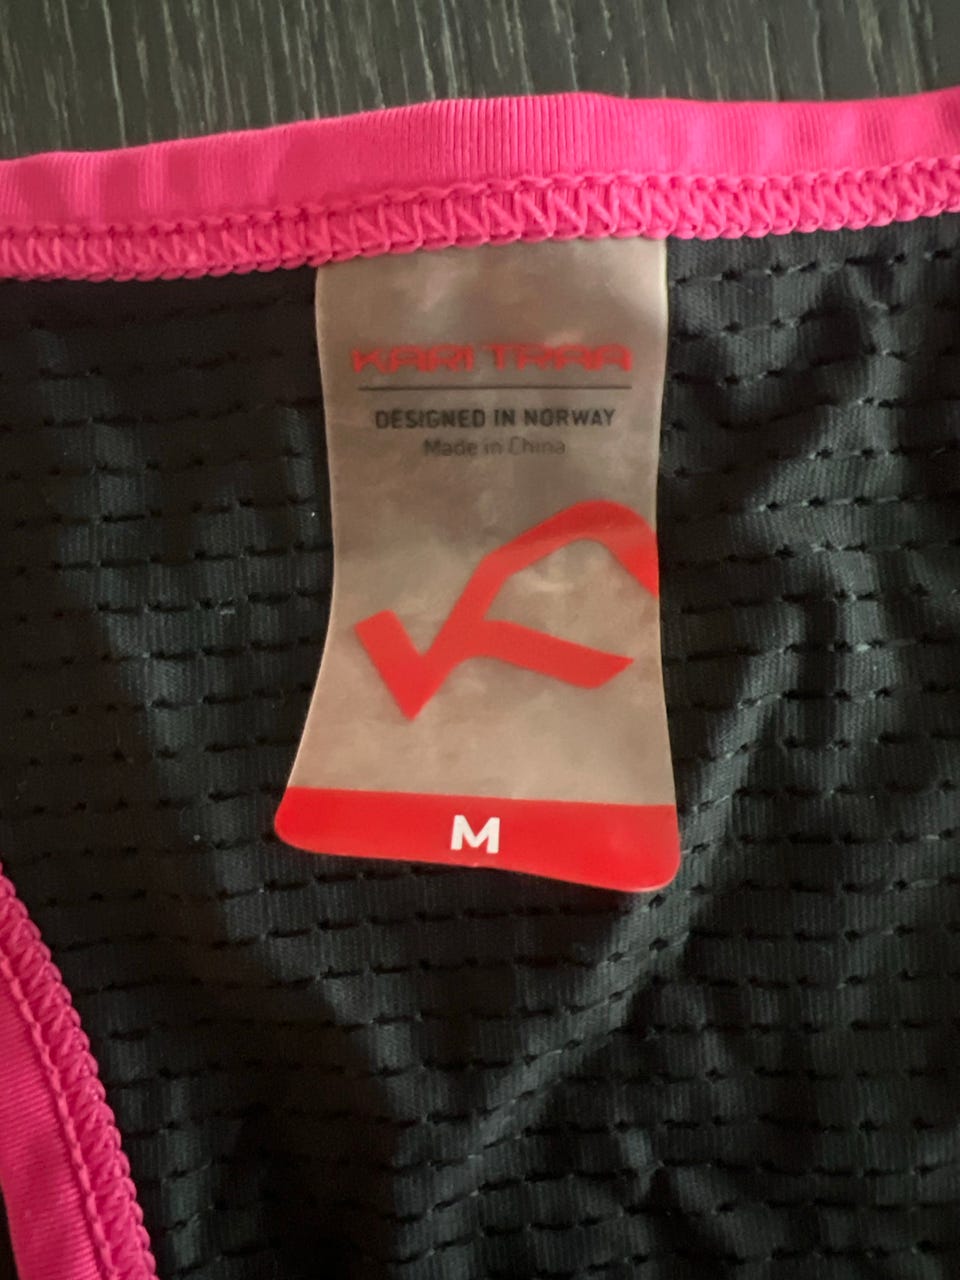 KARI TRAA
DESIGNED IN NORWAY
Made in China
M